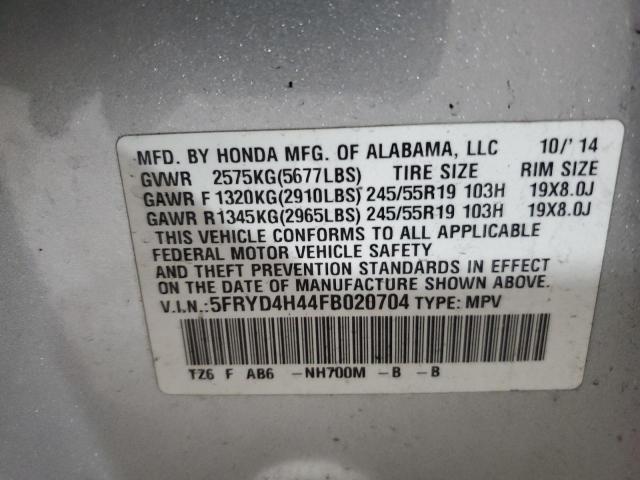 MFD. BY HONDA MFG. OF ALABAMA, LLC 10/'14
GVWR 2575KG(5677LBS) TIRE SIZE RIM SIZE
GAWR F 1320KG(2910LBS) 245/55R19 103H 19X8.0J
GAWR R 1345KG(2965LBS) 245/55R19 103H 19X8.0J
THIS VEHICLE CONFORMS TO ALL APPLICABLE
FEDERAL MOTOR VEHICLE SAFETY
AND THEFT PREVENTION STANDARDS IN EFFECT
ON THE DATE OF MANUFACTURE SHOWN ABOVE.
V.I.N.:5FRYD4H44FB020704 TYPE: MPV
TZ6 F AB6 -NH700M -B -B